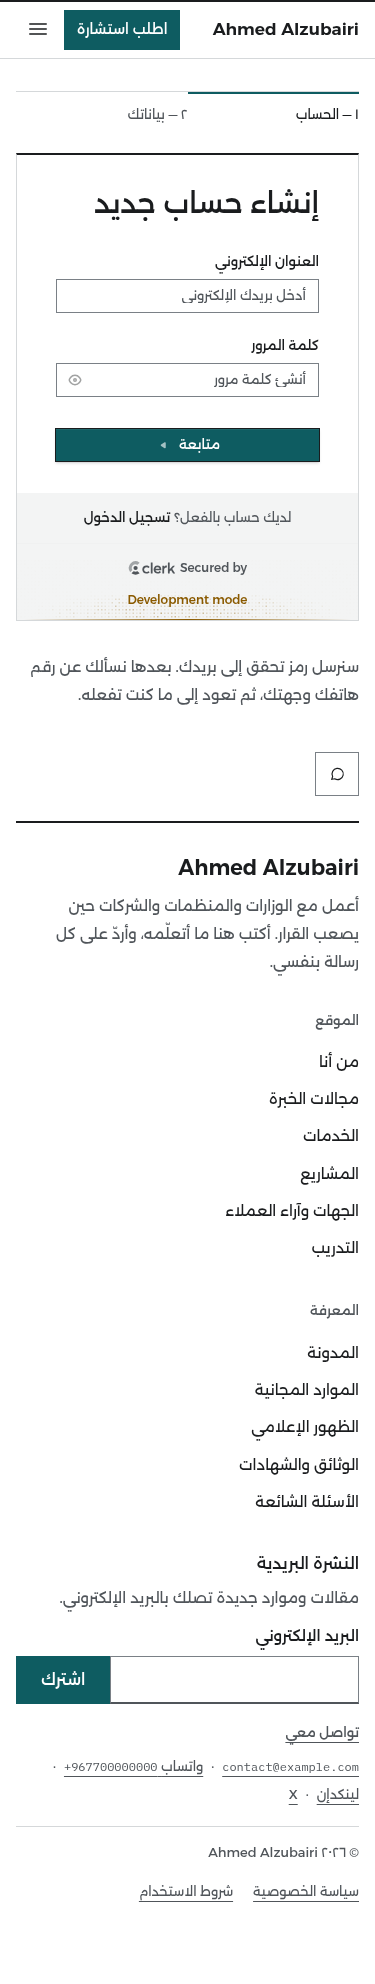 Ahmed Alzubairi
اطلب استشارة
١ — الحساب
٢ — بياناتك
إنشاء حساب جديد
العنوان الإلكتروني
أدخل بريدك الإلكتروني
كلمة المرور
أنشئ كلمة مرور
متابعة
لديك حساب بالفعل؟ تسجيل الدخول
Secured by clerk
Development mode
سنرسل رمز تحقق إلى بريدك. بعدها نسألك عن رقم
هاتفك وجهتك، ثم تعود إلى ما كنت تفعله.
Ahmed Alzubairi
أعمل مع الوزارات والمنظمات والشركات حين
يصعب القرار. أكتب هنا ما أتعلّمه، وأردّ على كل
رسالة بنفسي.
الموقع
من أنا
مجالات الخبرة
الخدمات
المشاريع
الجهات وآراء العملاء
التدريب
المعرفة
المدونة
الموارد المجانية
الظهور الإعلامي
الوثائق والشهادات
الأسئلة الشائعة
النشرة البريدية
مقالات وموارد جديدة تصلك بالبريد الإلكتروني.
البريد الإلكتروني
اشترك
تواصل معي
contact@example.com · واتساب +967700000000 ·
لينكدإن · X
© ٢٠٢٦ Ahmed Alzubairi
سياسة الخصوصية شروط الاستخدام